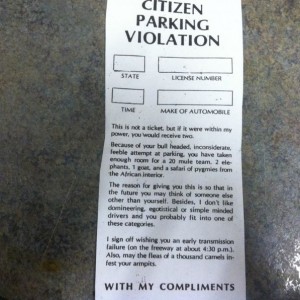 CITIZEN
PARKING
VIOLATION
STATE
LICENSE NUMBER
TIME
MAKE OF AUTOMOBILE
This is not a ticket, but if it were within my
power, you would receive two.
Because of your bull headed, inconsiderate,
feeble attempt at parking, you have taken
enough room for a 20 mule team, 2 ele-
phants, 1 goat, and a safari of pygmies from
the African interior.
The reason for giving you this is so that in
the future you may think of someone else
other than yourself. Besides, I don't like
domineering, egotistical or simple minded
drivers and you probably fit into one of
these categories.
I sign off wishing you an early transmission
failure (on the freeway at about 4:30 p.m.).
Also, may the fleas of a thousand camels in-
fest your armpits.
WITH MY COMPLIMENTS